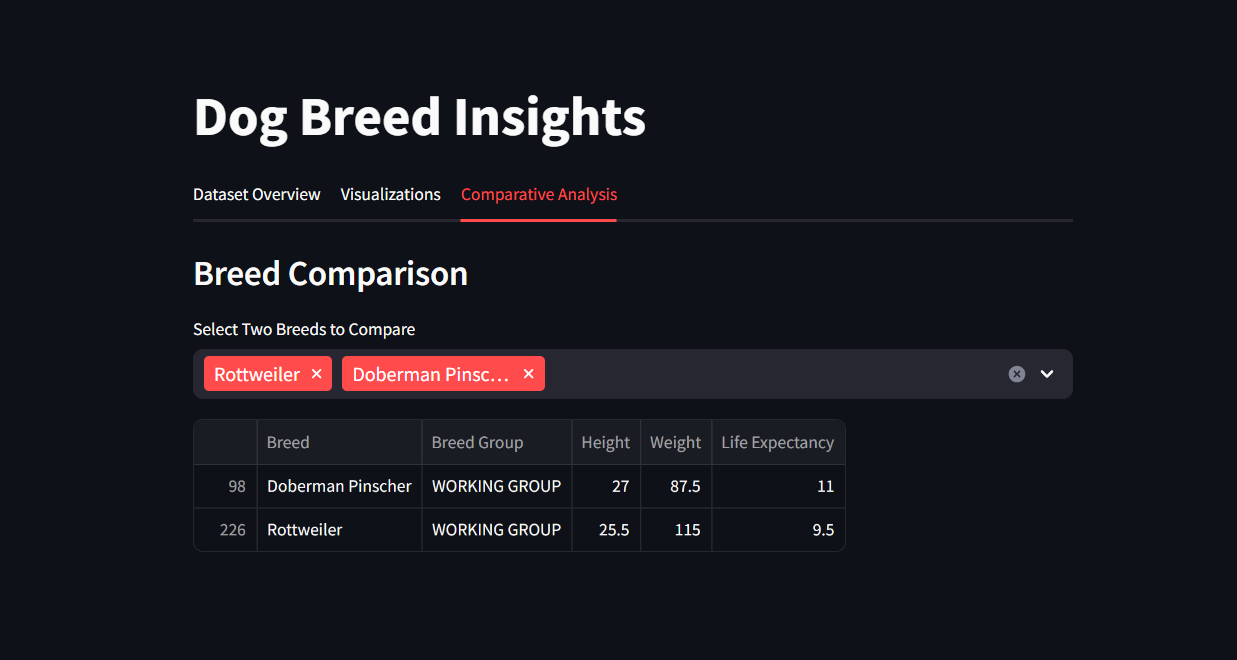 Dog Breed Insights
Dataset Overview Visualizations Comparative Analysis
Breed Comparison
Select Two Breeds to Compare
Rottweiler Doberman Pinsc...
Breed Breed Group Height Weight Life Expectancy
98 Doberman Pinscher WORKING GROUP 27 87.5 11
226 Rottweiler WORKING GROUP 25.5 115 9.5